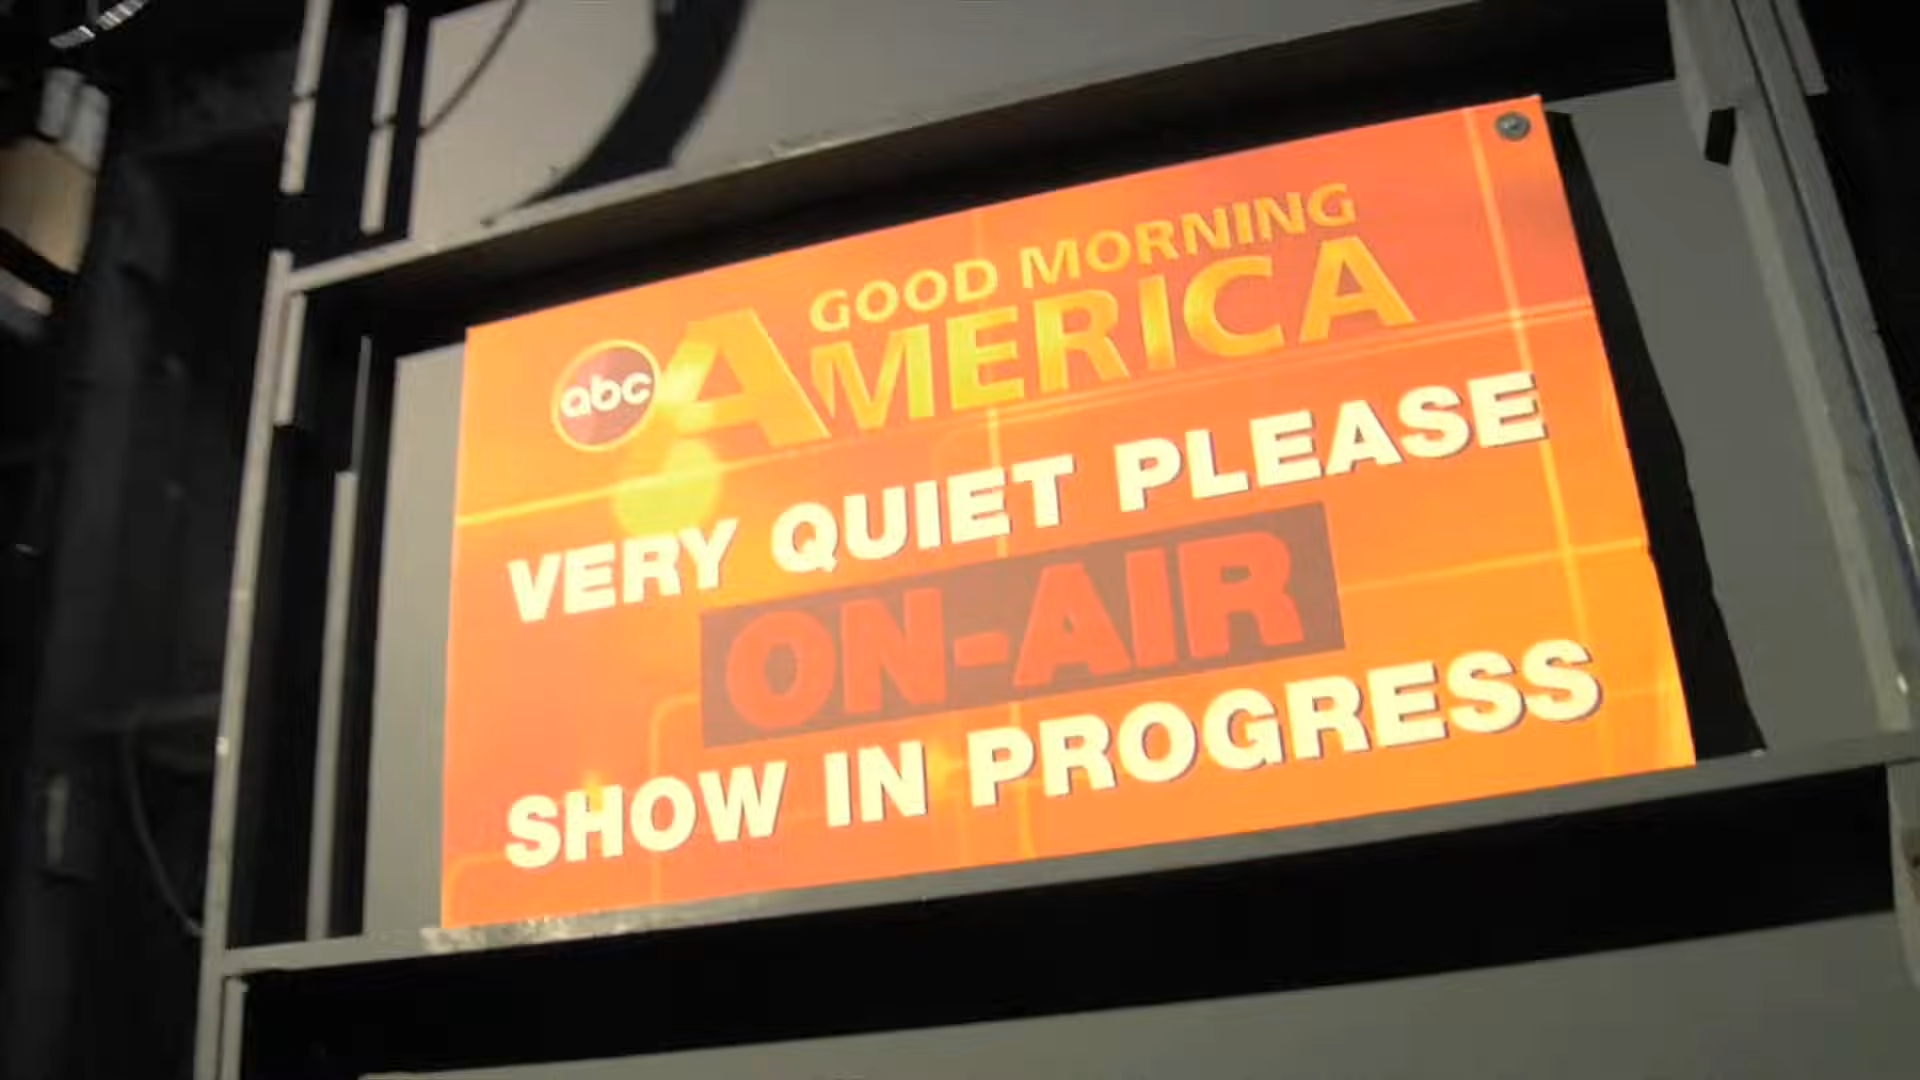 GOOD MORNING
abc AMERICA
VERY QUIET PLEASE
ON-AIR
SHOW IN PROGRESS